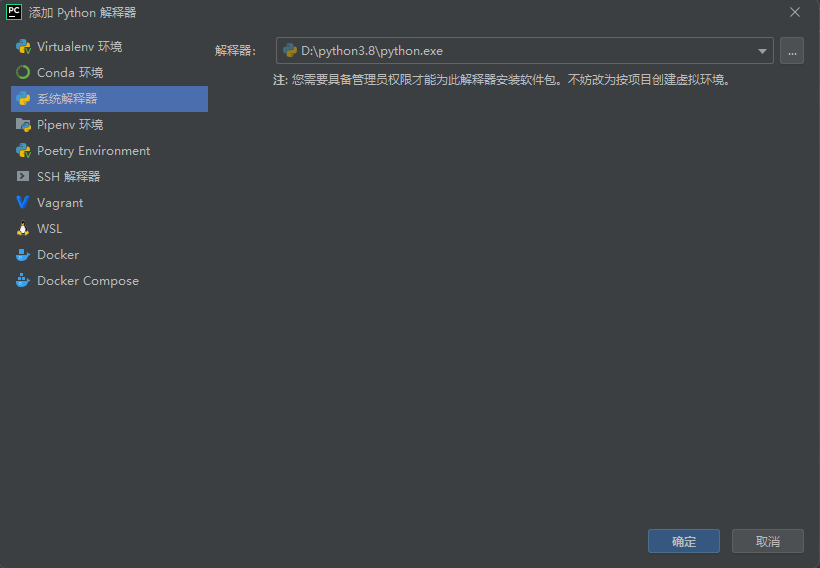 PC 添加 Python 解释器
Virtualenv 环境
Conda 环境
系统解释器
Pipenv 环境
Poetry Environment
SSH 解释器
Vagrant
WSL
Docker
Docker Compose
解释器: D:\python3.8\python.exe ...
注: 您需要具备管理员权限才能为此解释器安装软件包。不妨改为按项目创建虚拟环境。
确定 取消